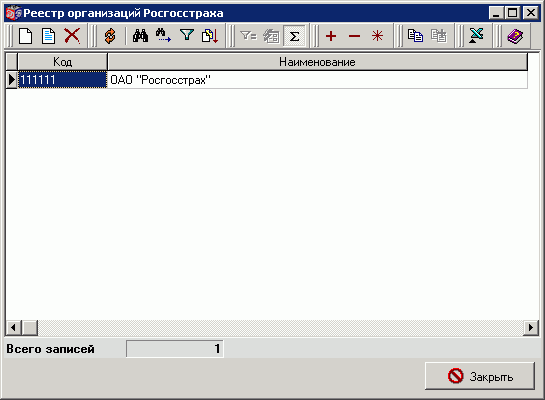 Реестр организаций Росгосстраха
Код Наименование
111111 ОАО "Росгосстрах"
Всего записей 1
Закрыть